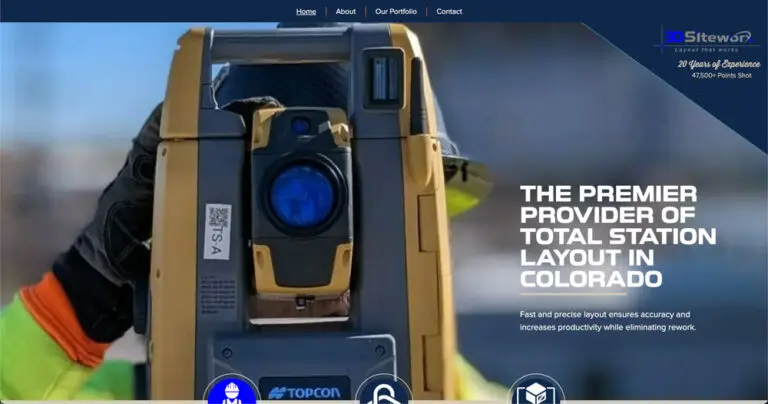 Home
About
Our Portfolio
Contact
Layout that works
20 Years of Experience
47,500+ Points Shot
TS-A
THE PREMIER
PROVIDER OF
TOTAL STATION
LAYOUT IN
COLORADO
Fast and precise layout ensures accuracy and
increases productivity while eliminating rework.
TOPCON